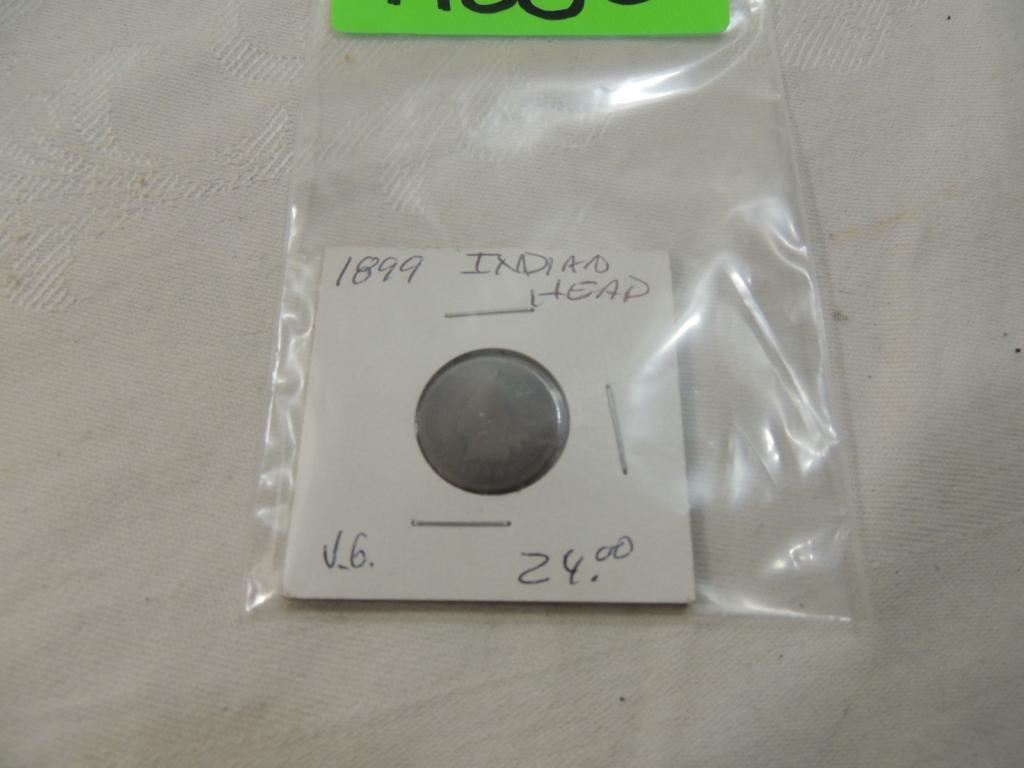 1899 INDIAN
HEAD
V.G.
24.00